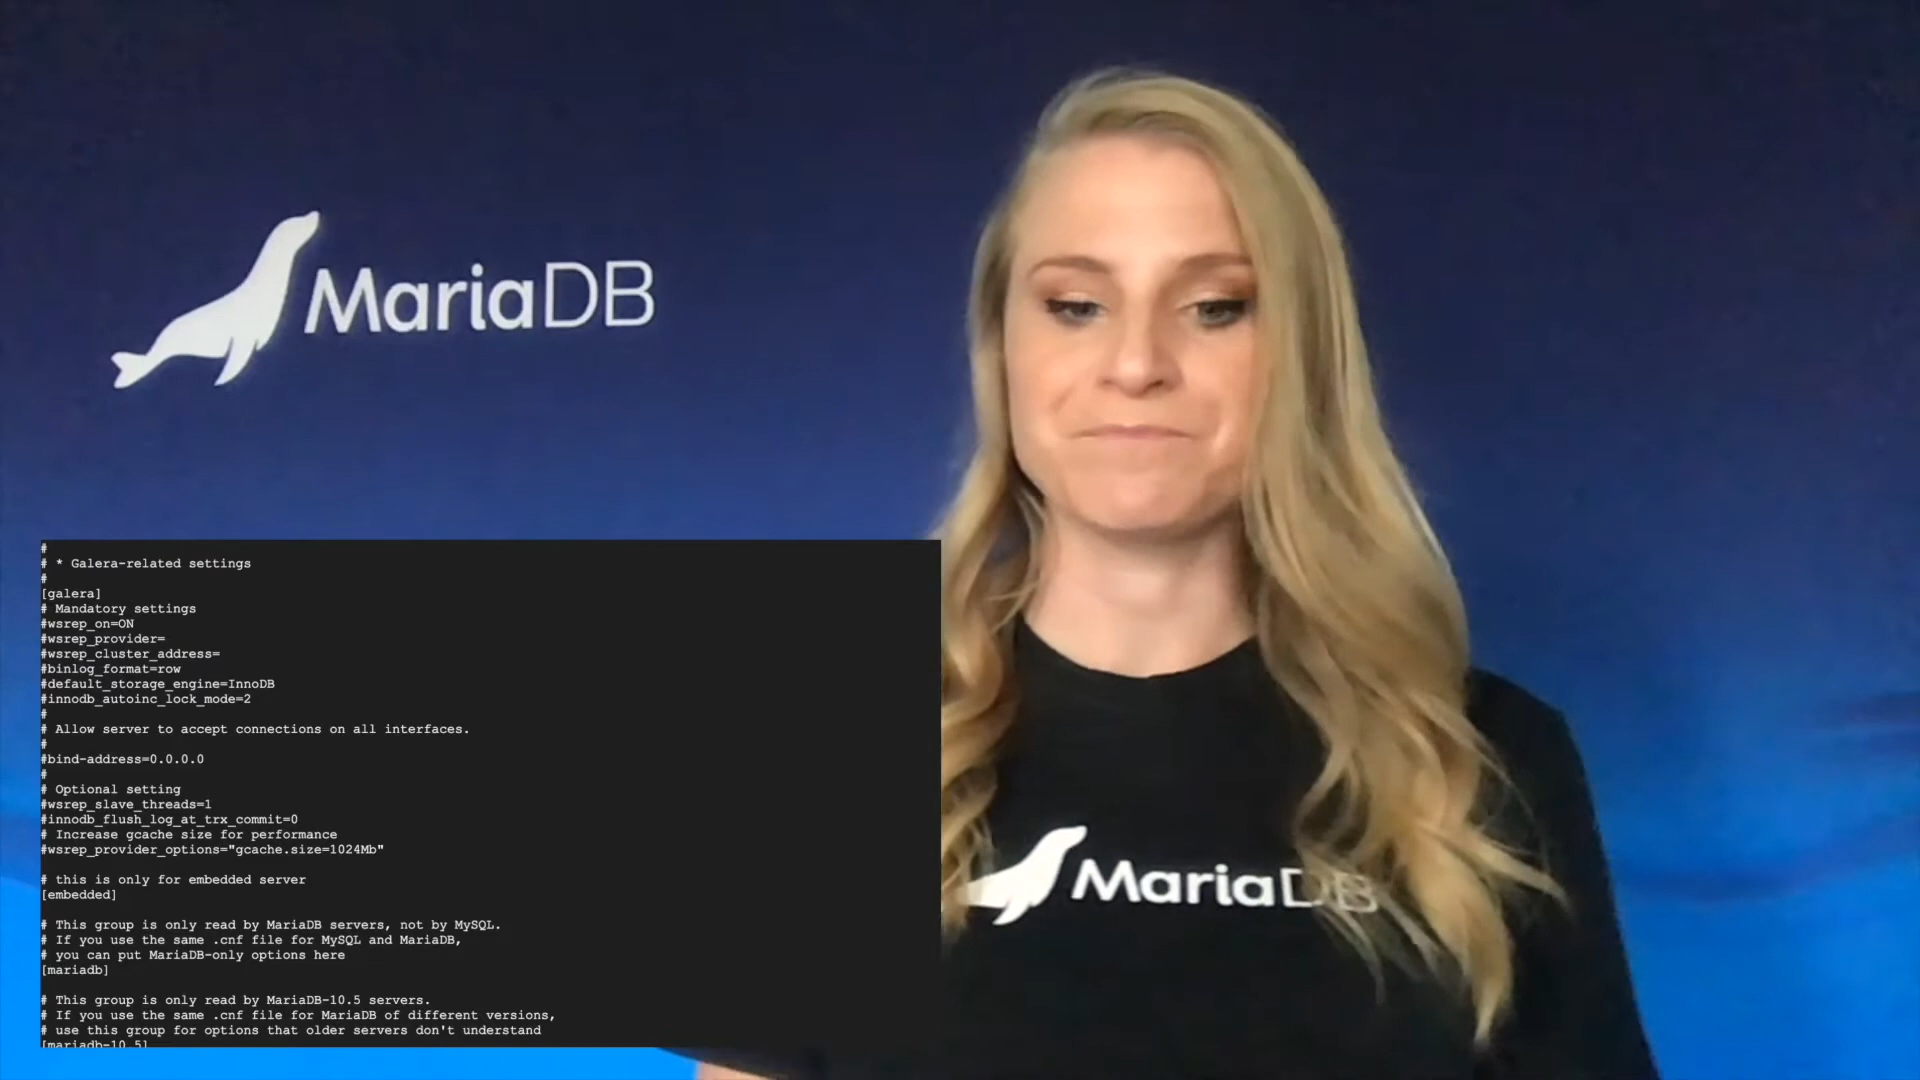 MariaDB
#
# * Galera-related settings
#
[galera]
# Mandatory settings
#wsrep_on=ON
#wsrep_provider=
#wsrep_cluster_address=
#binlog_format=row
#default_storage_engine=InnoDB
#innodb_autoinc_lock_mode=2
#
# Allow server to accept connections on all interfaces.
#
#bind-address=0.0.0.0
#
# Optional setting
#wsrep_slave_threads=1
#innodb_flush_log_at_trx_commit=0
# Increase gcache size for performance
#wsrep_provider_options="gcache.size=1024Mb"
# this is only for embedded server
[embedded]
# This group is only read by MariaDB servers, not by MySQL.
# If you use the same .cnf file for MySQL and MariaDB,
# you can put MariaDB-only options here
[mariadb]
# This group is only read by MariaDB-10.5 servers.
# If you use the same .cnf file for MariaDB of different versions,
# use this group for options that older servers don't understand
[mariadb-10.5]
MariaDB